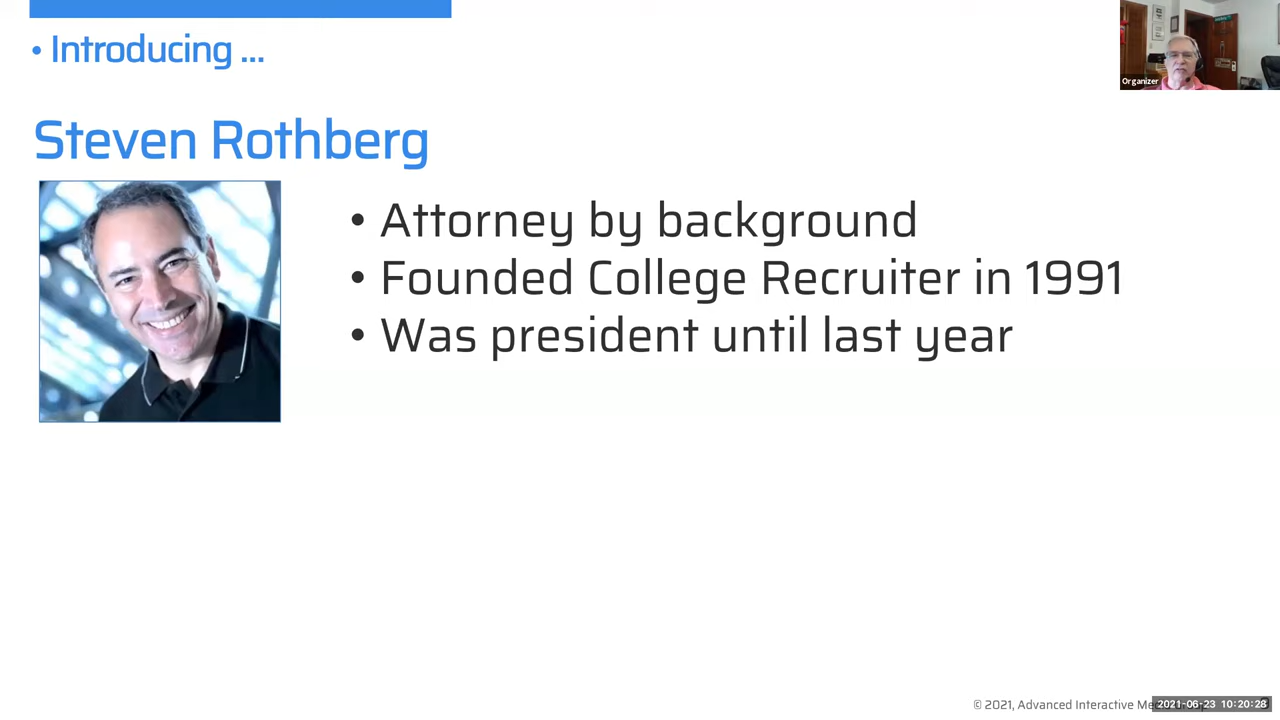 • Introducing ...
Organizer
Steven Rothberg
• Attorney by background
• Founded College Recruiter in 1991
• Was president until last year
© 2021, Advanced Interactive
2021-06-23 10:20:28